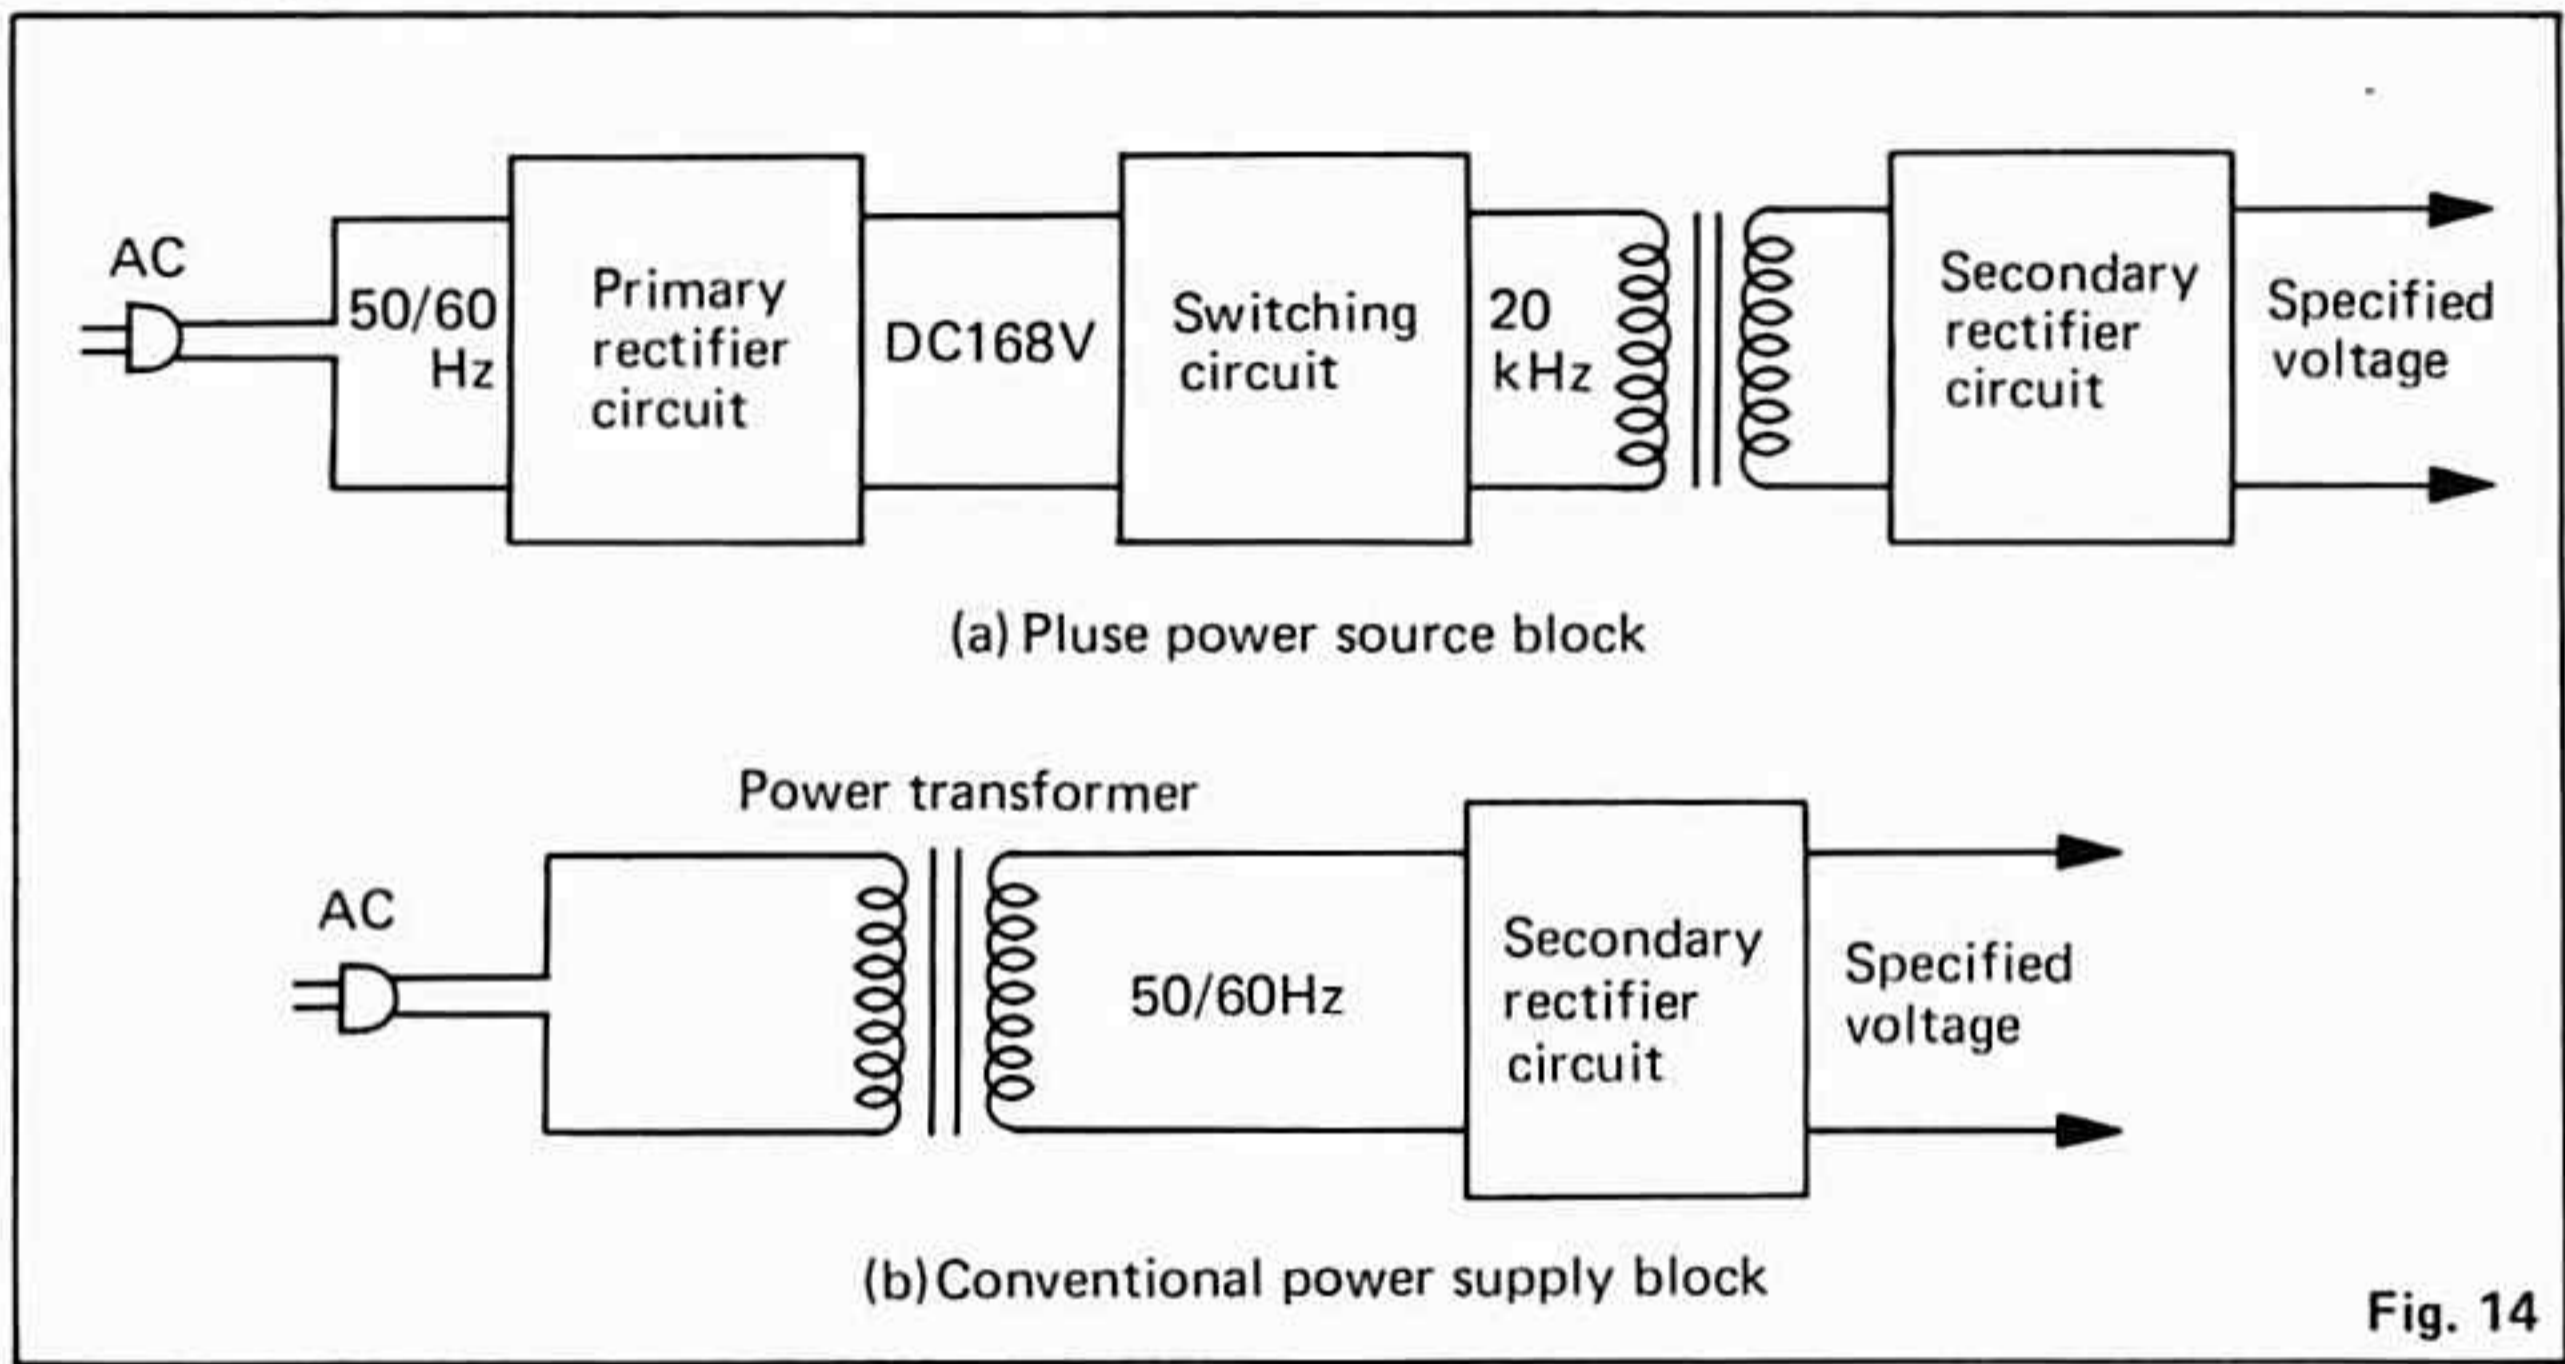 AC
50/60
Hz
Primary
rectifier
circuit
DC168V
Switching
circuit
20
kHz
Secondary
rectifier
circuit
Specified
voltage
(a) Pluse power source block
Power transformer
AC
50/60Hz
Secondary
rectifier
circuit
Specified
voltage
(b) Conventional power supply block
Fig. 14